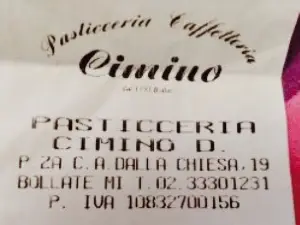 Pasticceria Caffetteria
Cimino
PASTICCERIA
CIMINO D.
P.ZA C.A.DALLA CHIESA,19
BOLLATE MI T.02.33301231
P. IVA 10832700156